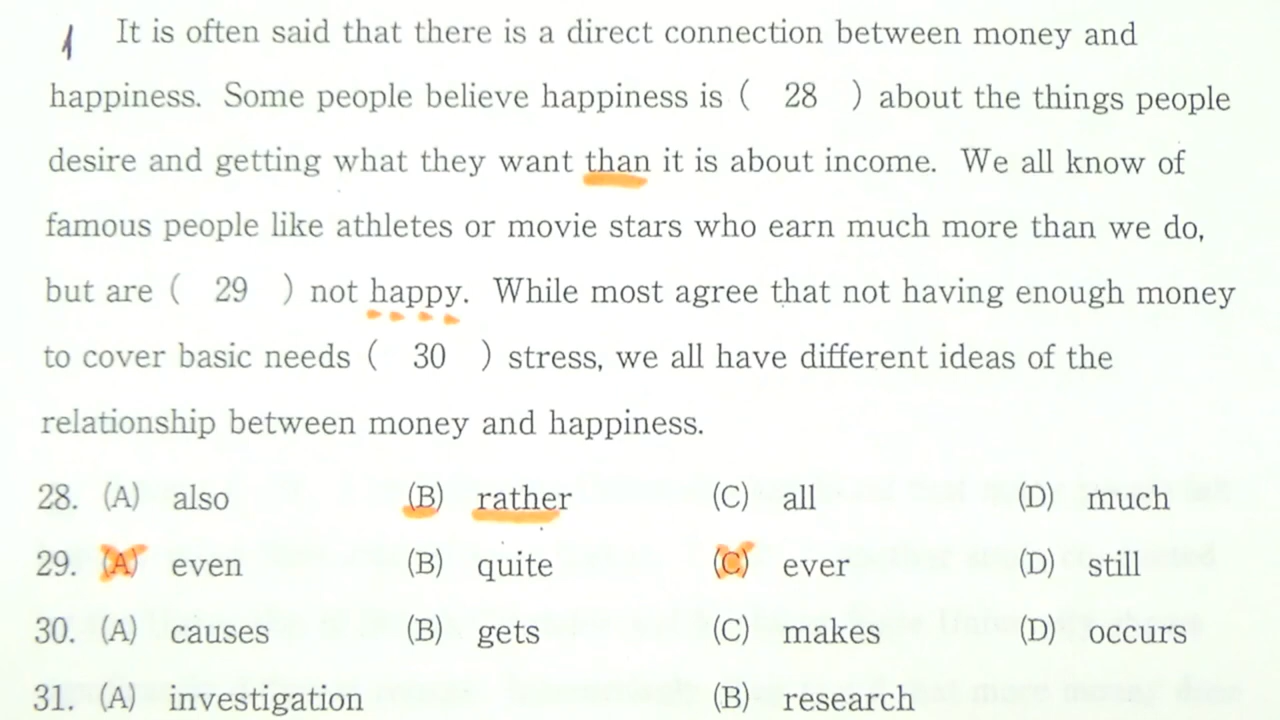 1 It is often said that there is a direct connection between money and
happiness. Some people believe happiness is ( 28 ) about the things people
desire and getting what they want than it is about income. We all know of
famous people like athletes or movie stars who earn much more than we do,
but are ( 29 ) not happy. While most agree that not having enough money
to cover basic needs ( 30 ) stress, we all have different ideas of the
relationship between money and happiness.
28. (A) also (B) rather (C) all (D) much
29. (A) even (B) quite (C) ever (D) still
30. (A) causes (B) gets (C) makes (D) occurs
31. (A) investigation (B) research